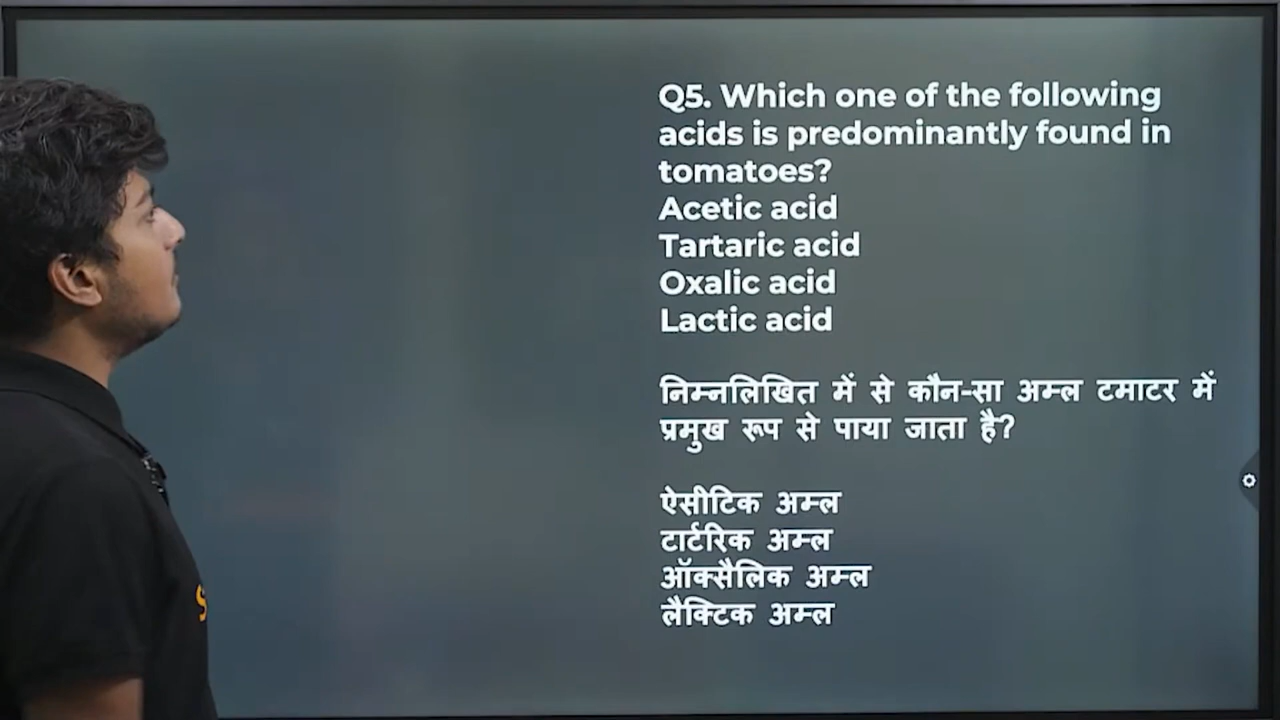 Q5. Which one of the following
acids is predominantly found in
tomatoes?
Acetic acid
Tartaric acid
Oxalic acid
Lactic acid
निम्नलिखित में से कौन-सा अम्ल टमाटर में
प्रमुख रूप से पाया जाता है?
ऐसीटिक अम्ल
टार्टरिक अम्ल
ऑक्सैलिक अम्ल
लैक्टिक अम्ल
S